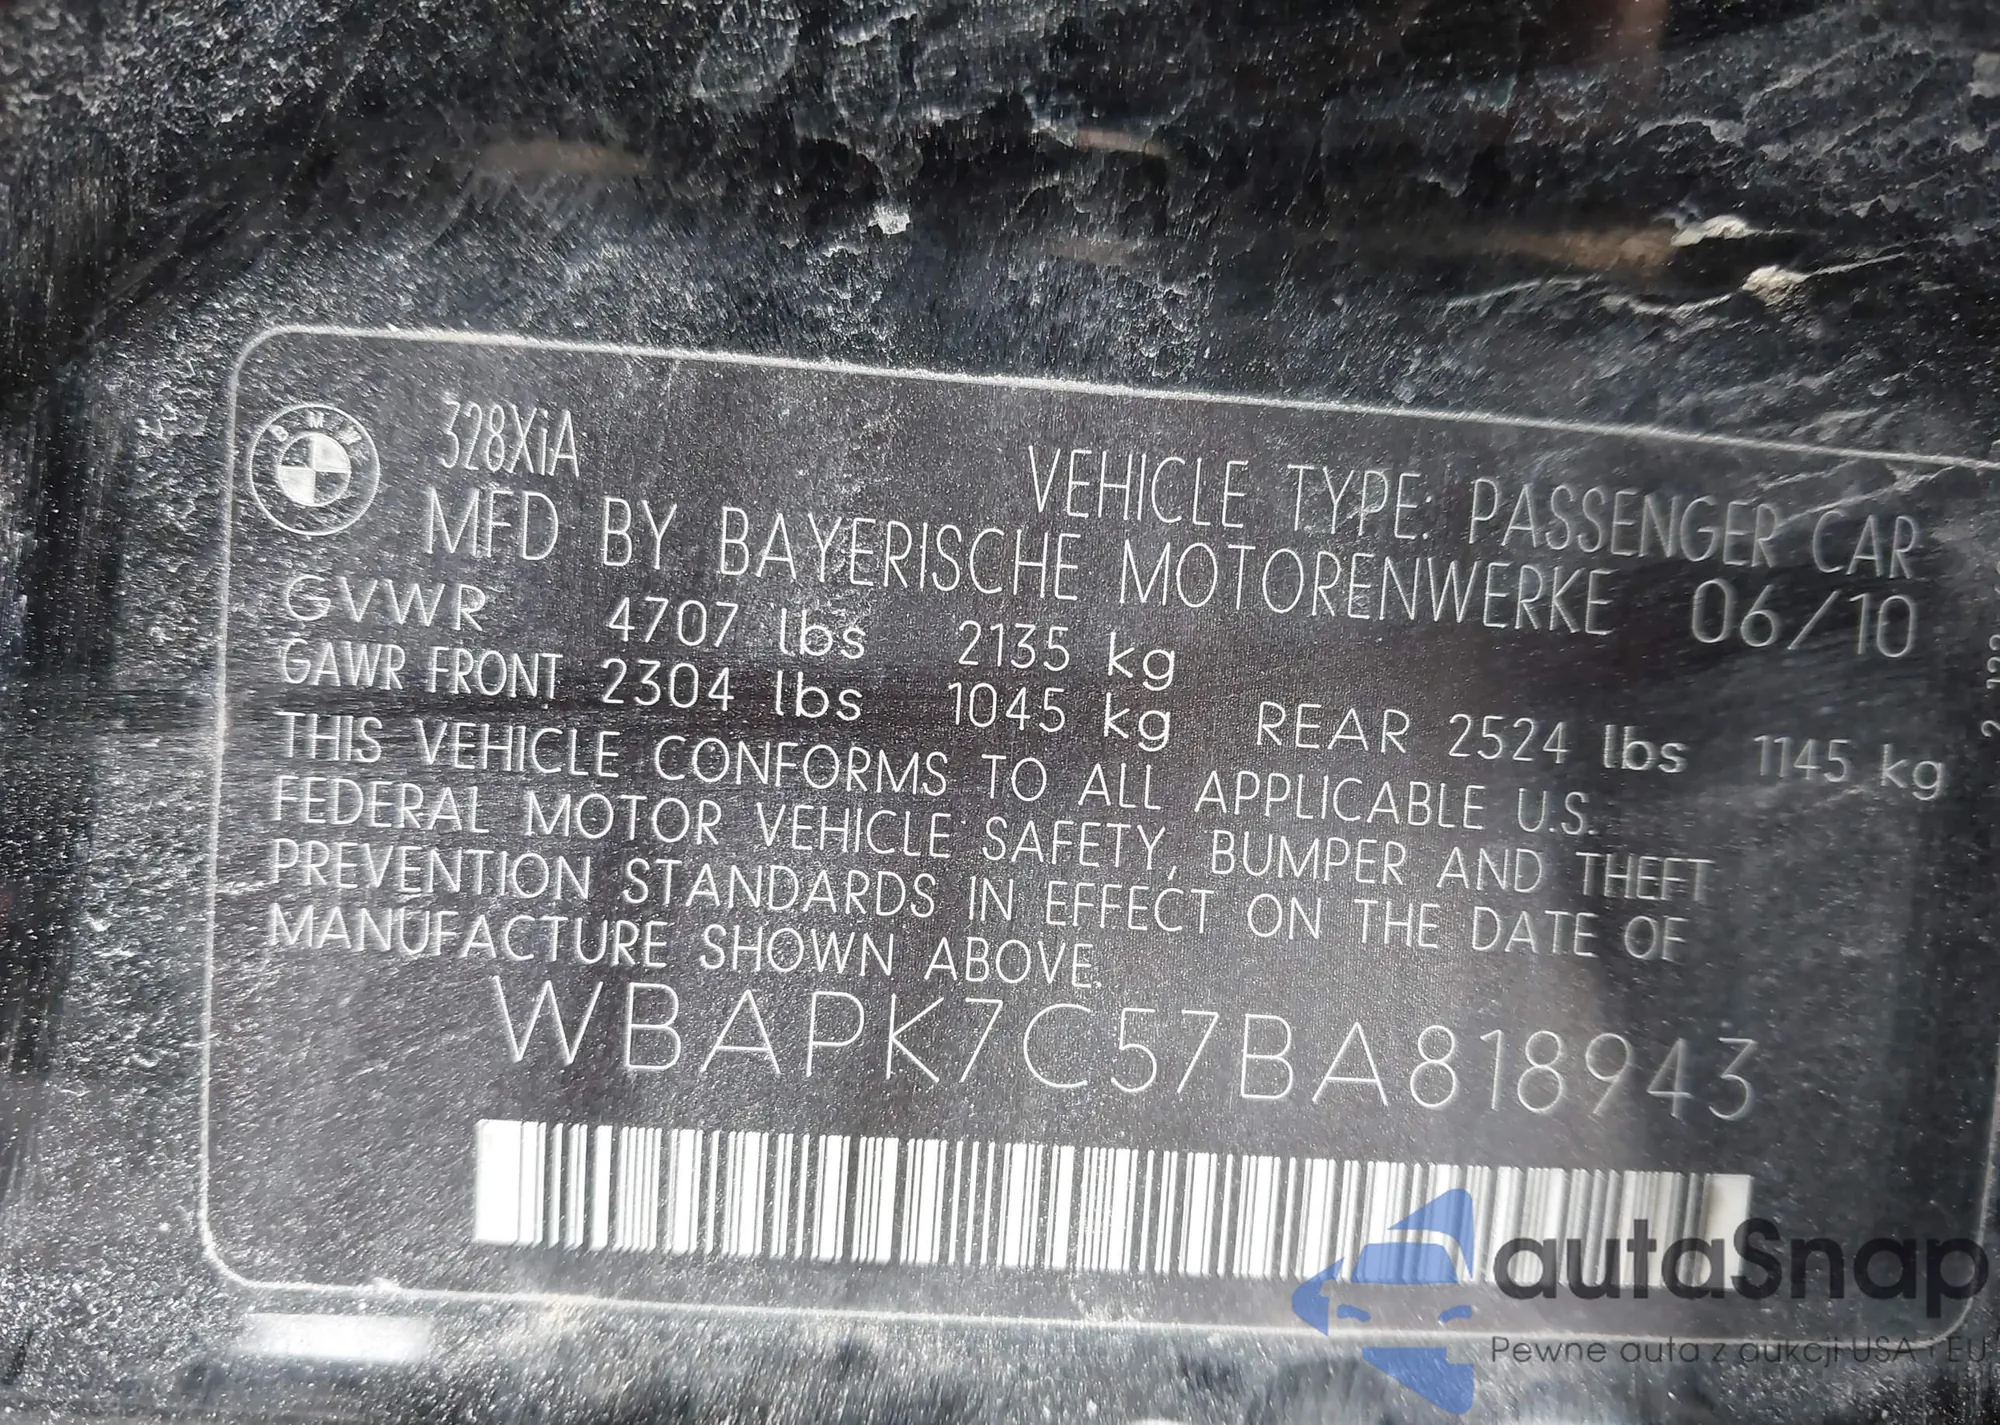 BMW
328XiA
VEHICLE TYPE: PASSENGER CAR
MFD BY BAYERISCHE MOTORENWERKE 06/10
GVWR 4707 lbs 2135 kg
GAWR FRONT 2304 lbs 1045 kg REAR 2524 lbs 1145 kg
THIS VEHICLE CONFORMS TO ALL APPLICABLE U.S.
FEDERAL MOTOR VEHICLE SAFETY, BUMPER AND THEFT
PREVENTION STANDARDS IN EFFECT ON THE DATE OF
MANUFACTURE SHOWN ABOVE.
WBAPK7C57BA818943
autaSnap
Pewne auta z aukcji USA i EU